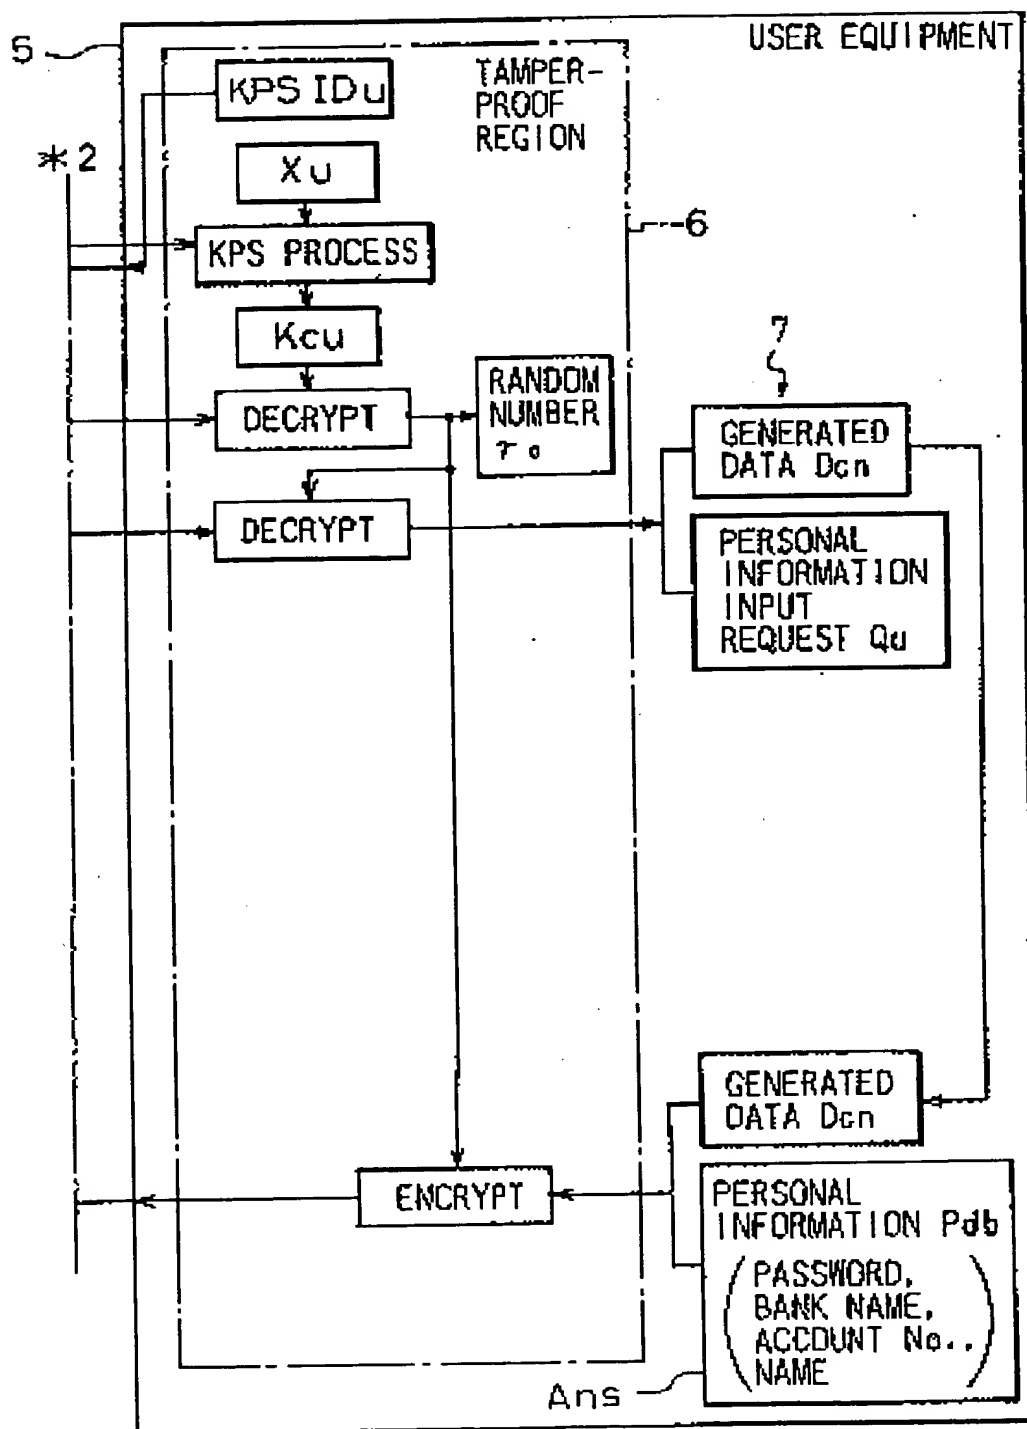 5
USER EQUIPMENT
TAMPER-
PROOF
REGION
KPS IDu
*2
Xu
6
KPS PROCESS
Kcu
7
RANDOM
NUMBER
DECRYPT
GENERATED
DATA Dcn
DECRYPT
PERSONAL
INFORMATION
INPUT
REQUEST Qu
GENERATED
DATA Dcn
ENCRYPT
PERSONAL
INFORMATION Pdb
(PASSWORD,
BANK NAME,
ACCOUNT No.,
NAME)
Ans